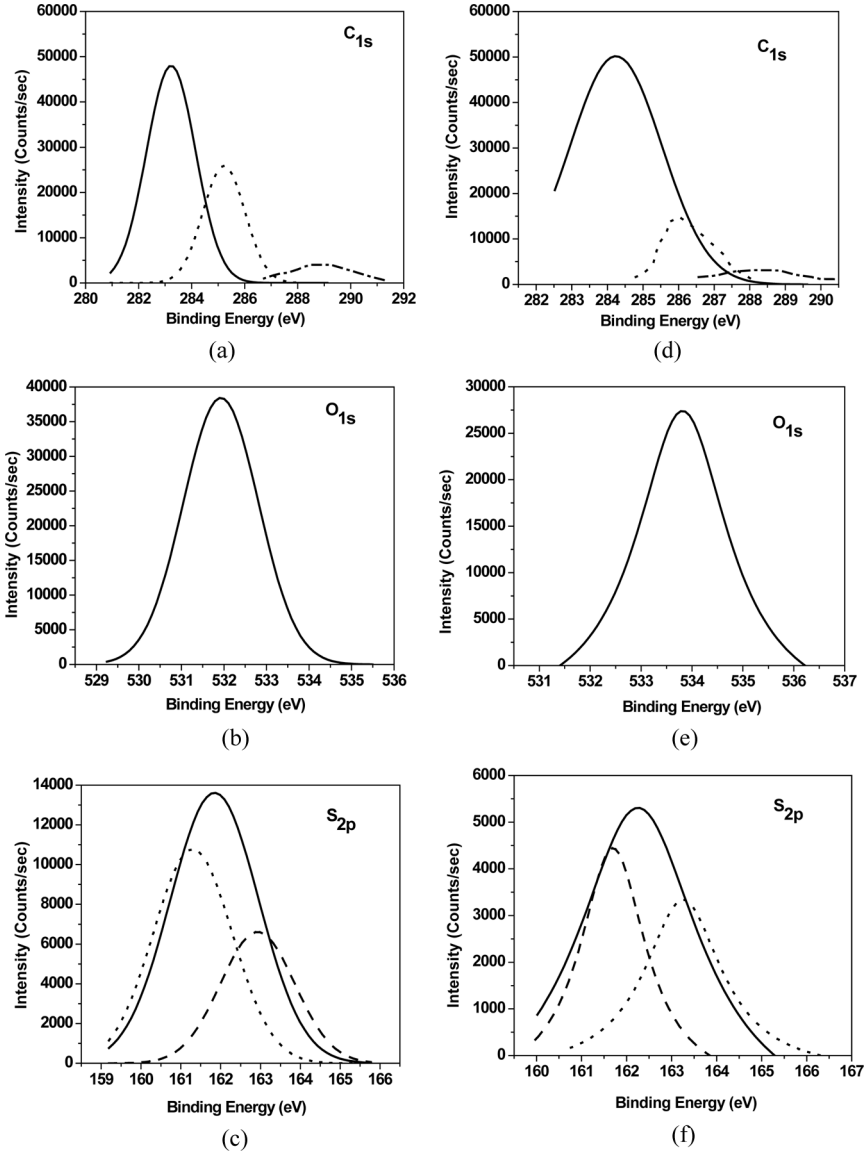 C1s
Intensity (Counts/sec)
60000
50000
40000
30000
20000
10000
0
280 282 284 286 288 290 292
Binding Energy (eV)
(a)
C1s
Intensity (Counts/sec)
60000
50000
40000
30000
20000
10000
0
282 283 284 285 286 287 288 289 290
Binding Energy (eV)
(d)
O1s
Intensity (Counts/sec)
40000
35000
30000
25000
20000
15000
10000
5000
0
529 530 531 532 533 534 535 536
Binding Energy (eV)
(b)
O1s
Intensity (Counts/sec)
30000
25000
20000
15000
10000
5000
0
531 532 533 534 535 536 537
Binding Energy (eV)
(e)
S2p
Intensity (Counts/sec)
14000
12000
10000
8000
6000
4000
2000
0
159 160 161 162 163 164 165 166
Binding Energy (eV)
(c)
S2p
Intensity (Counts/sec)
6000
5000
4000
3000
2000
1000
0
160 161 162 163 164 165 166 167
Binding Energy (eV)
(f)